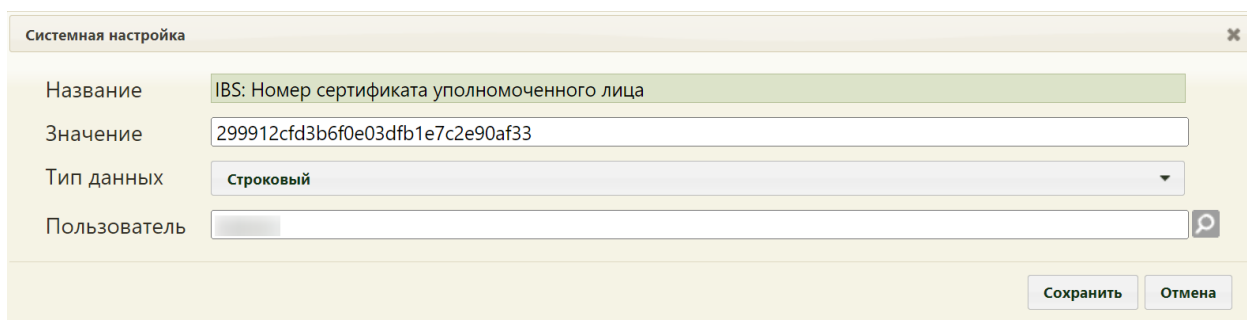 Системная настройка
Название IBS: Номер сертификата уполномоченного лица
Значение 299912cfd3b6f0e03dfb1e7c2e90af33
Тип данных Строковый
Пользователь
Сохранить Отмена